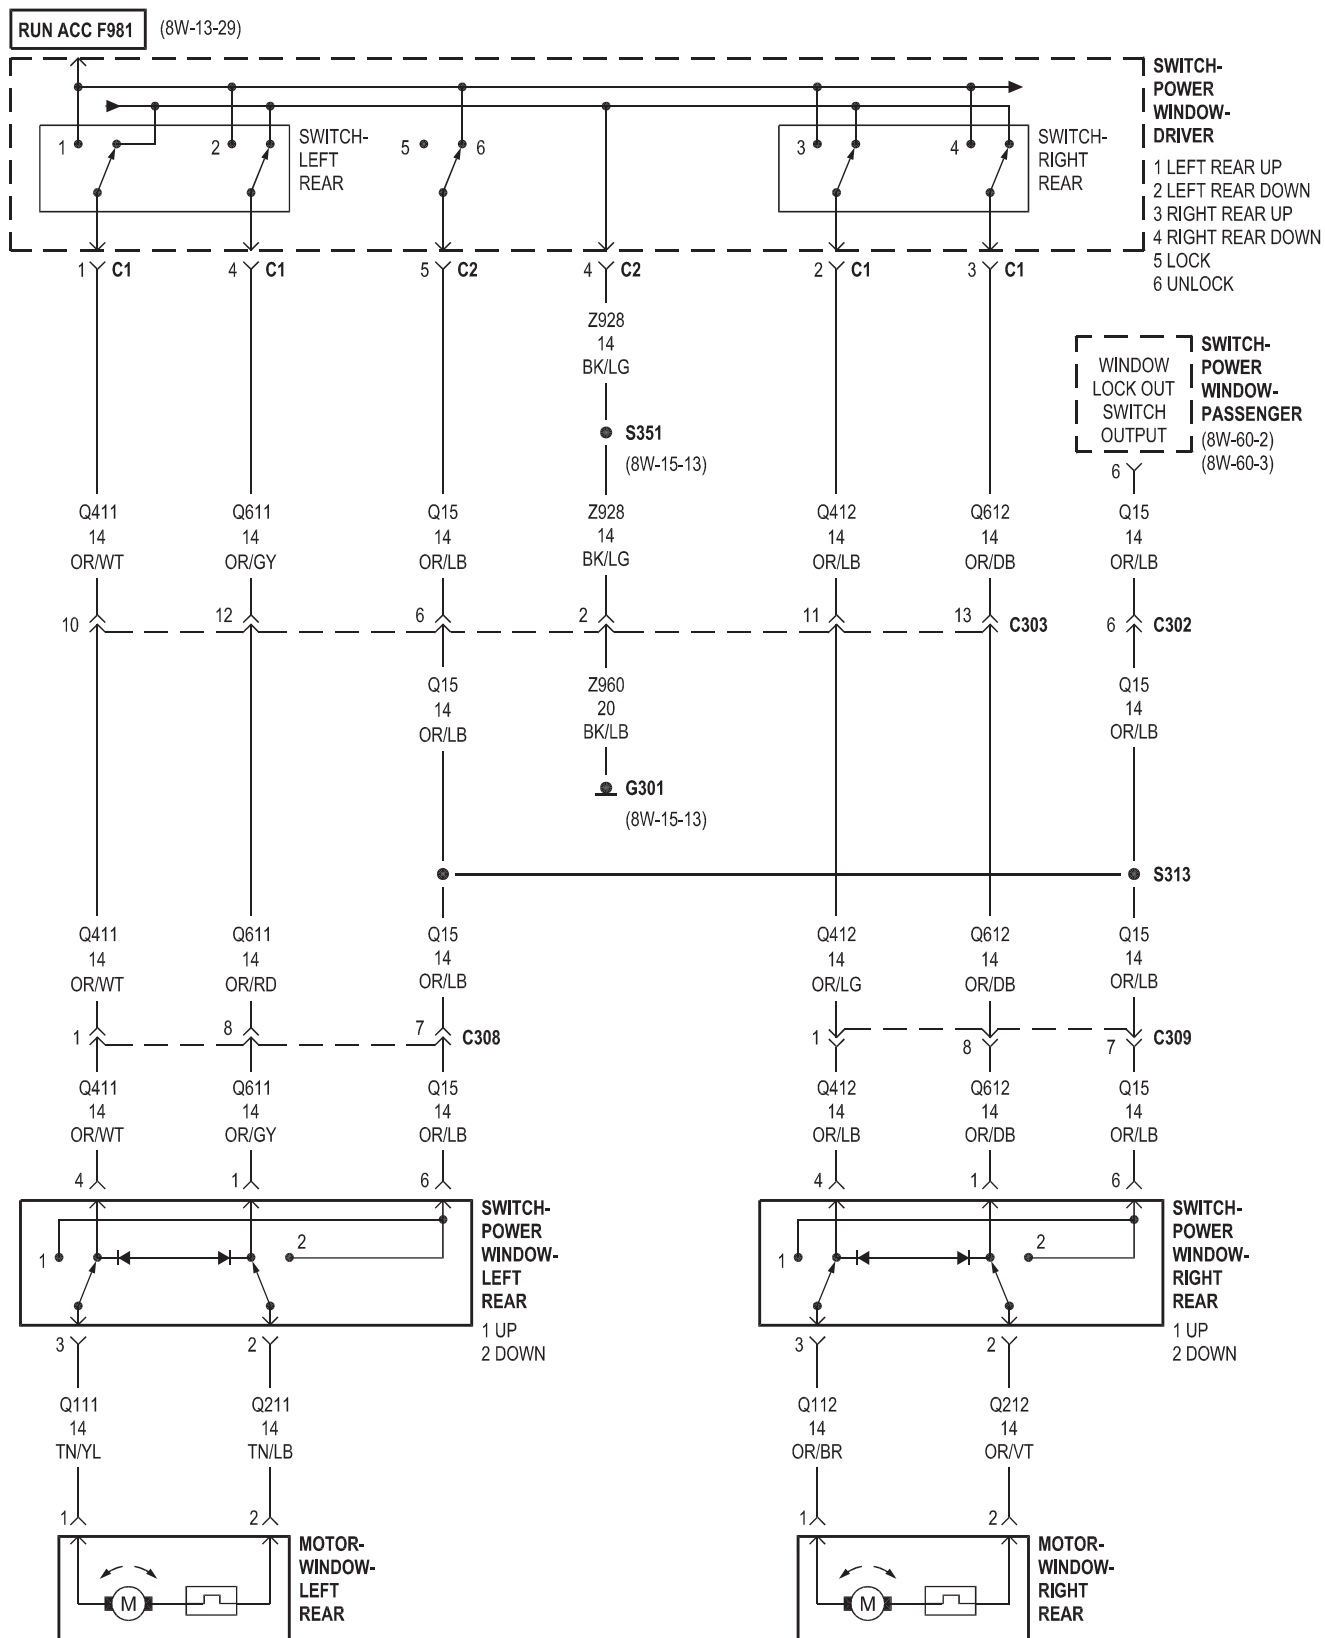 RUN ACC F981 (8W-13-29)
SWITCH-
POWER
WINDOW-
DRIVER
1 LEFT REAR UP
2 LEFT REAR DOWN
3 RIGHT REAR UP
4 RIGHT REAR DOWN
5 LOCK
6 UNLOCK
1 2 SWITCH-
LEFT
REAR
5 6
3 4 SWITCH-
RIGHT
REAR
1 C1 4 C1 5 C2 4 C2 2 C1 3 C1
Z928
14
BK/LG
S351
(8W-15-13)
WINDOW
LOCK OUT
SWITCH
OUTPUT
SWITCH-
POWER
WINDOW-
PASSENGER
(8W-60-2)
(8W-60-3)
6
Q411 Q611 Q15 Z928 Q412 Q612 Q15
14 14 14 14 14 14 14
OR/WT OR/GY OR/LB BK/LG OR/LB OR/DB OR/LB
10 12 6 2 11 13 C303 6 C302
Q15 Z960 Q15
14 20 14
OR/LB BK/LB OR/LB
G301
(8W-15-13)
S313
Q411 Q611 Q15 Q412 Q612 Q15
14 14 14 14 14 14
OR/WT OR/RD OR/LB OR/LG OR/DB OR/LB
1 8 7 C308 1 8 7 C309
Q411 Q611 Q15 Q412 Q612 Q15
14 14 14 14 14 14
OR/WT OR/GY OR/LB OR/LB OR/DB OR/LB
4 1 6 4 1 6
1 2
SWITCH-
POWER
WINDOW-
LEFT
REAR
1 UP
2 DOWN
1 2
SWITCH-
POWER
WINDOW-
RIGHT
REAR
1 UP
2 DOWN
3 2 3 2
Q111 Q211 Q112 Q212
14 14 14 14
TN/YL TN/LB OR/BR OR/VT
1 2 1 2
M
MOTOR-
WINDOW-
LEFT
REAR
M
MOTOR-
WINDOW-
RIGHT
REAR